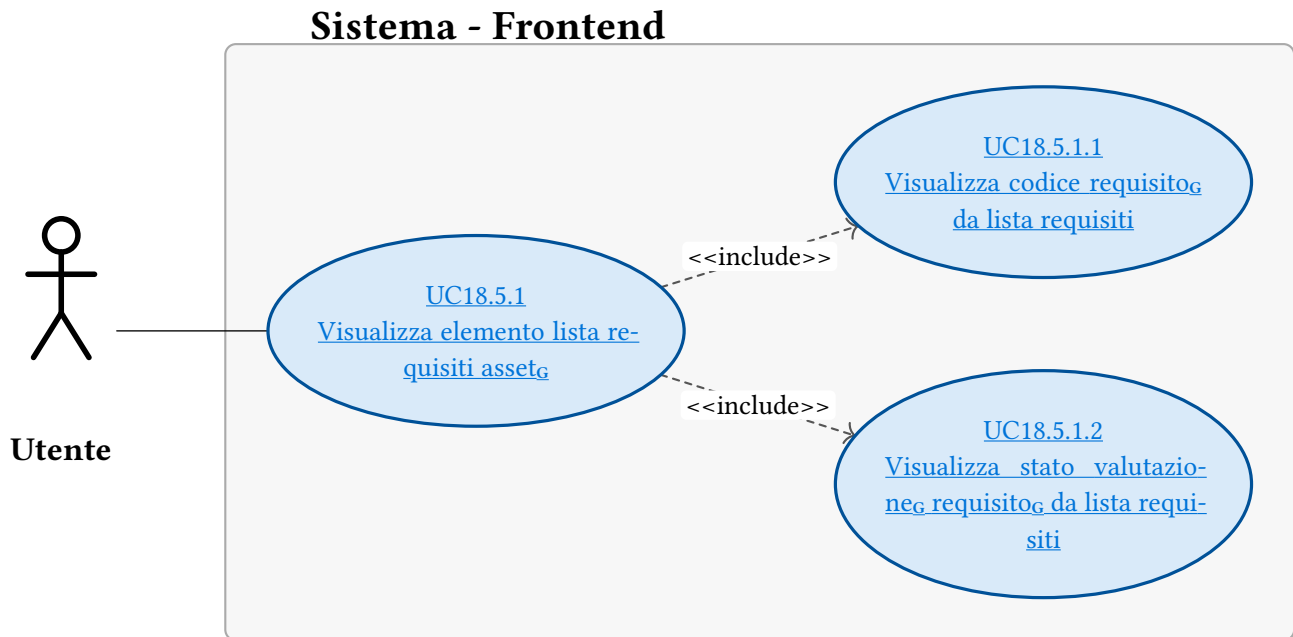 Sistema - Frontend
UC18.5.1.1
Visualizza codice requisitoG
da lista requisiti
<<include>>
UC18.5.1
Visualizza elemento lista re-
quisiti assetG
<<include>>
UC18.5.1.2
Visualizza stato valutazio-
neG requisitoG da lista requi-
siti
Utente